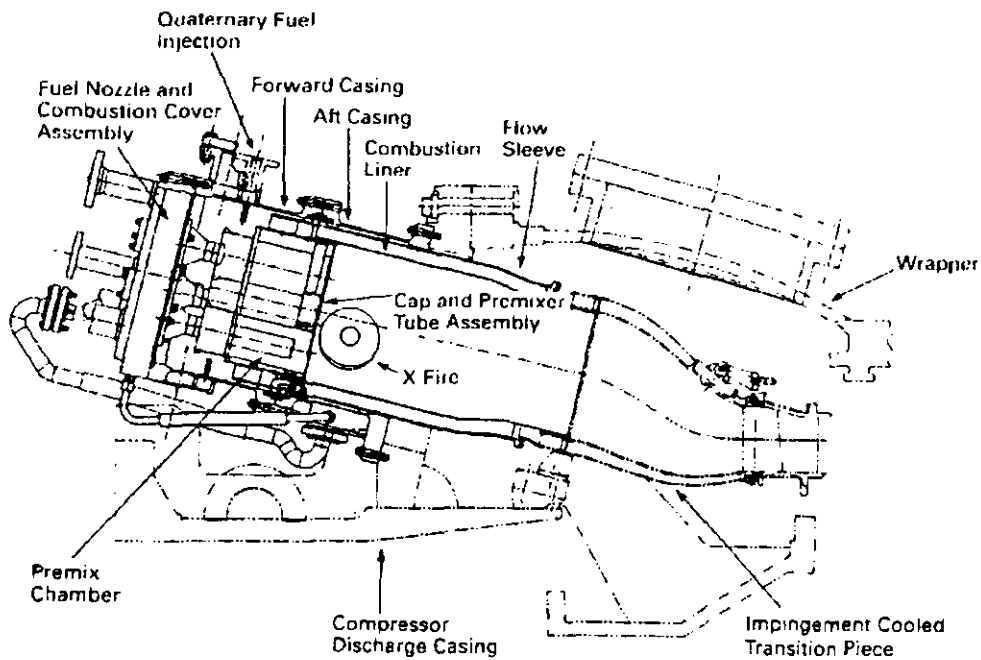 Quaternary Fuel
Injection
Fuel Nozzle and
Combustion Cover
Assembly
Forward Casing
Aft Casing
Combustion
Liner
Flow
Sleeve
Wrapper
Cap and Premixer
Tube Assembly
X Fire
Premix
Chamber
Compressor
Discharge Casing
Impingement Cooled
Transition Piece